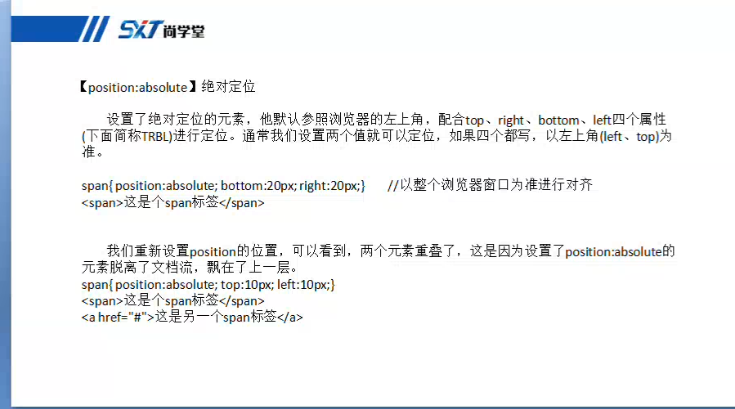 SXT尚学堂
【position:absolute】绝对定位
设置了绝对定位的元素，他默认参照浏览器的左上角，配合top、right、bottom、left四个属性
(下面简称TRBL)进行定位。通常我们设置两个值就可以定位，如果四个都写，以左上角(left、top)为
准。
span{ position:absolute; bottom:20px; right:20px;} //以整个浏览器窗口为准进行对齐
<span>这是个span标签</span>
我们重新设置position的位置，可以看到，两个元素重叠了，这是因为设置了position:absolute的
元素脱离了文档流，飘在了上一层。
span{ position:absolute; top:10px; left:10px;}
<span>这是个span标签</span>
<a href="#">这是另一个span标签</a>